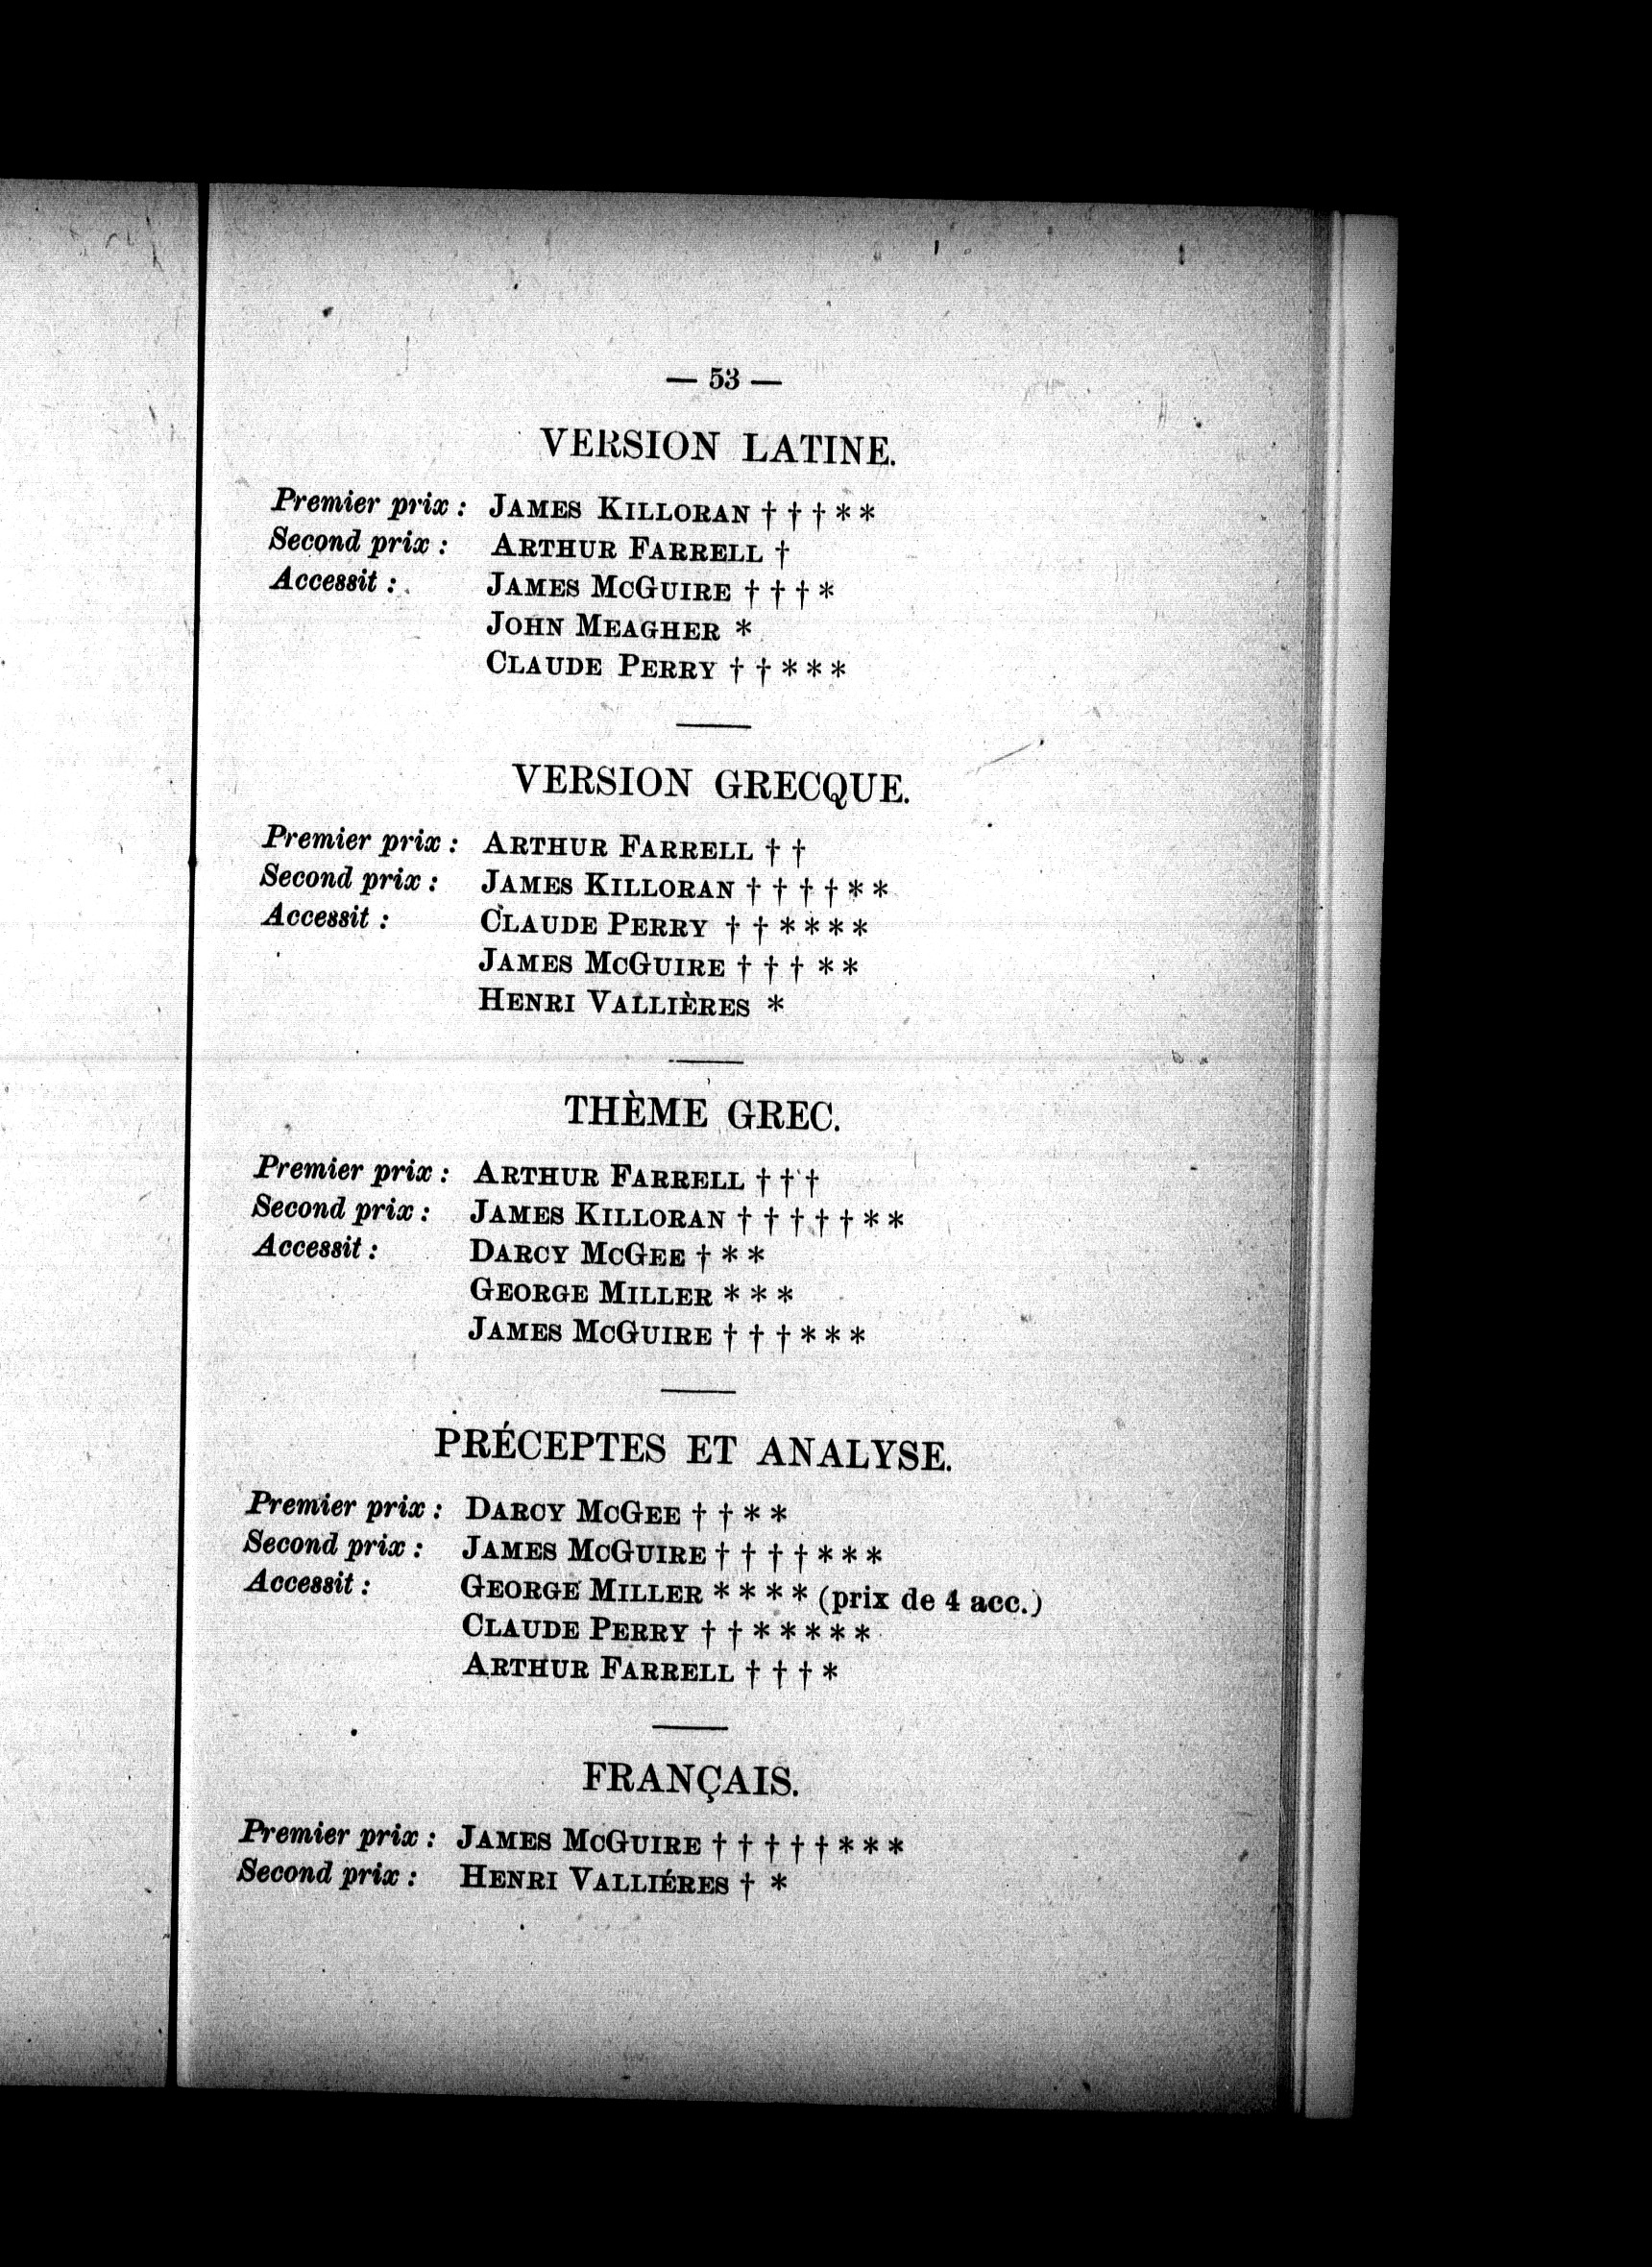 — 53 —
VERSION LATINE.
Premier prix : JAMES KILLORAN † † † * *
Second prix : ARTHUR FARRELL †
Accessit : JAMES MCGUIRE † † † *
JOHN MEAGHER *
CLAUDE PERRY † † * * *
VERSION GRECQUE.
Premier prix : ARTHUR FARRELL † †
Second prix : JAMES KILLORAN † † † † * *
Accessit : CLAUDE PERRY † † * * * *
JAMES MCGUIRE † † † * *
HENRI VALLIÈRES *
THÈME GREC.
Premier prix : ARTHUR FARRELL † † †
Second prix : JAMES KILLORAN † † † † † * *
Accessit : DARCY MCGEE † * *
GEORGE MILLER * * *
JAMES MCGUIRE † † † * * *
PRÉCEPTES ET ANALYSE.
Premier prix : DARCY MCGEE † † * *
Second prix : JAMES MCGUIRE † † † † * * *
Accessit : GEORGE MILLER * * * * (prix de 4 acc.)
CLAUDE PERRY † † * * * * *
ARTHUR FARRELL † † † *
FRANÇAIS.
Premier prix : JAMES MCGUIRE † † † † † * * *
Second prix : HENRI VALLIÉRES † *